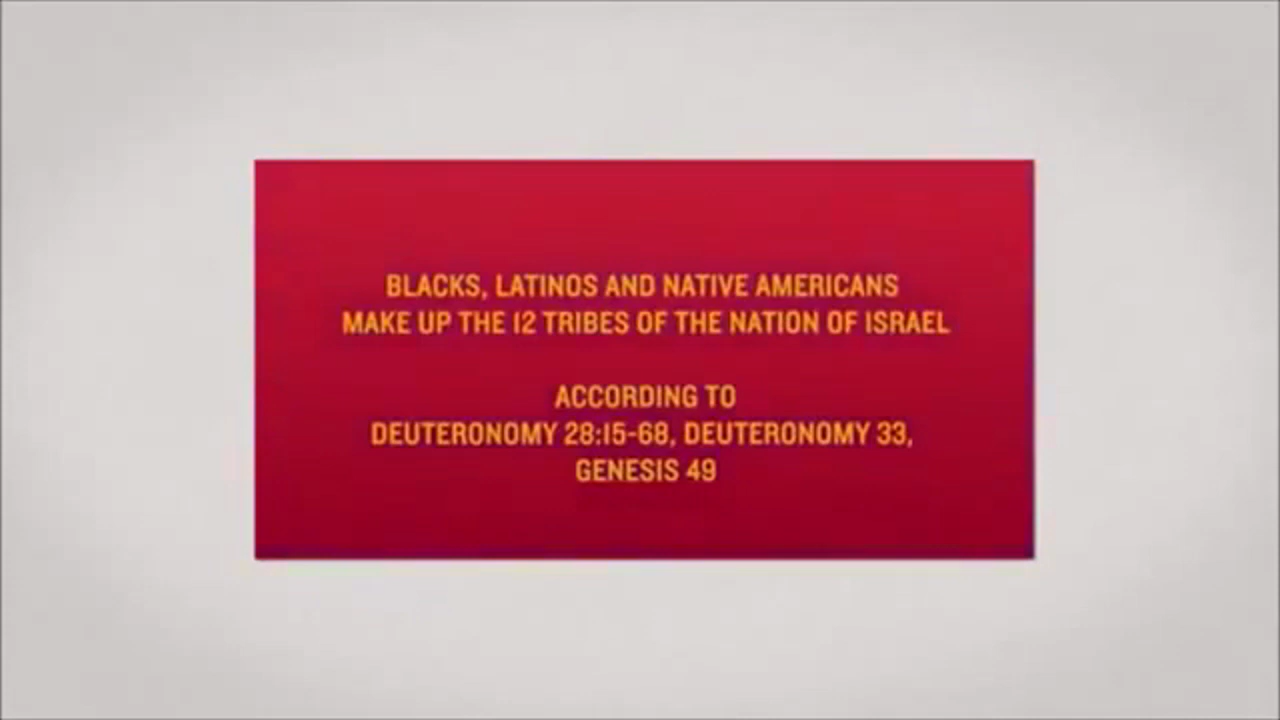 BLACKS, LATINOS AND NATIVE AMERICANS
MAKE UP THE 12 TRIBES OF THE NATION OF ISRAEL
ACCORDING TO
DEUTERONOMY 28:15-68, DEUTERONOMY 33,
GENESIS 49